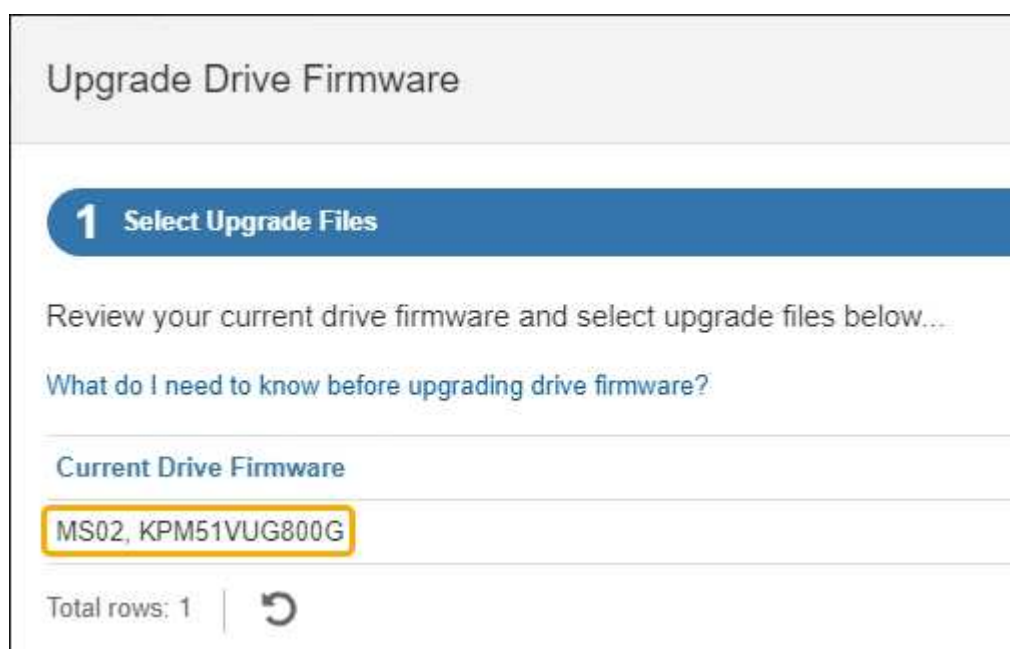 Upgrade Drive Firmware
1 Select Upgrade Files
Review your current drive firmware and select upgrade files below...
What do I need to know before upgrading drive firmware?
Current Drive Firmware
MS02, KPM51VUG800G
Total rows: 1